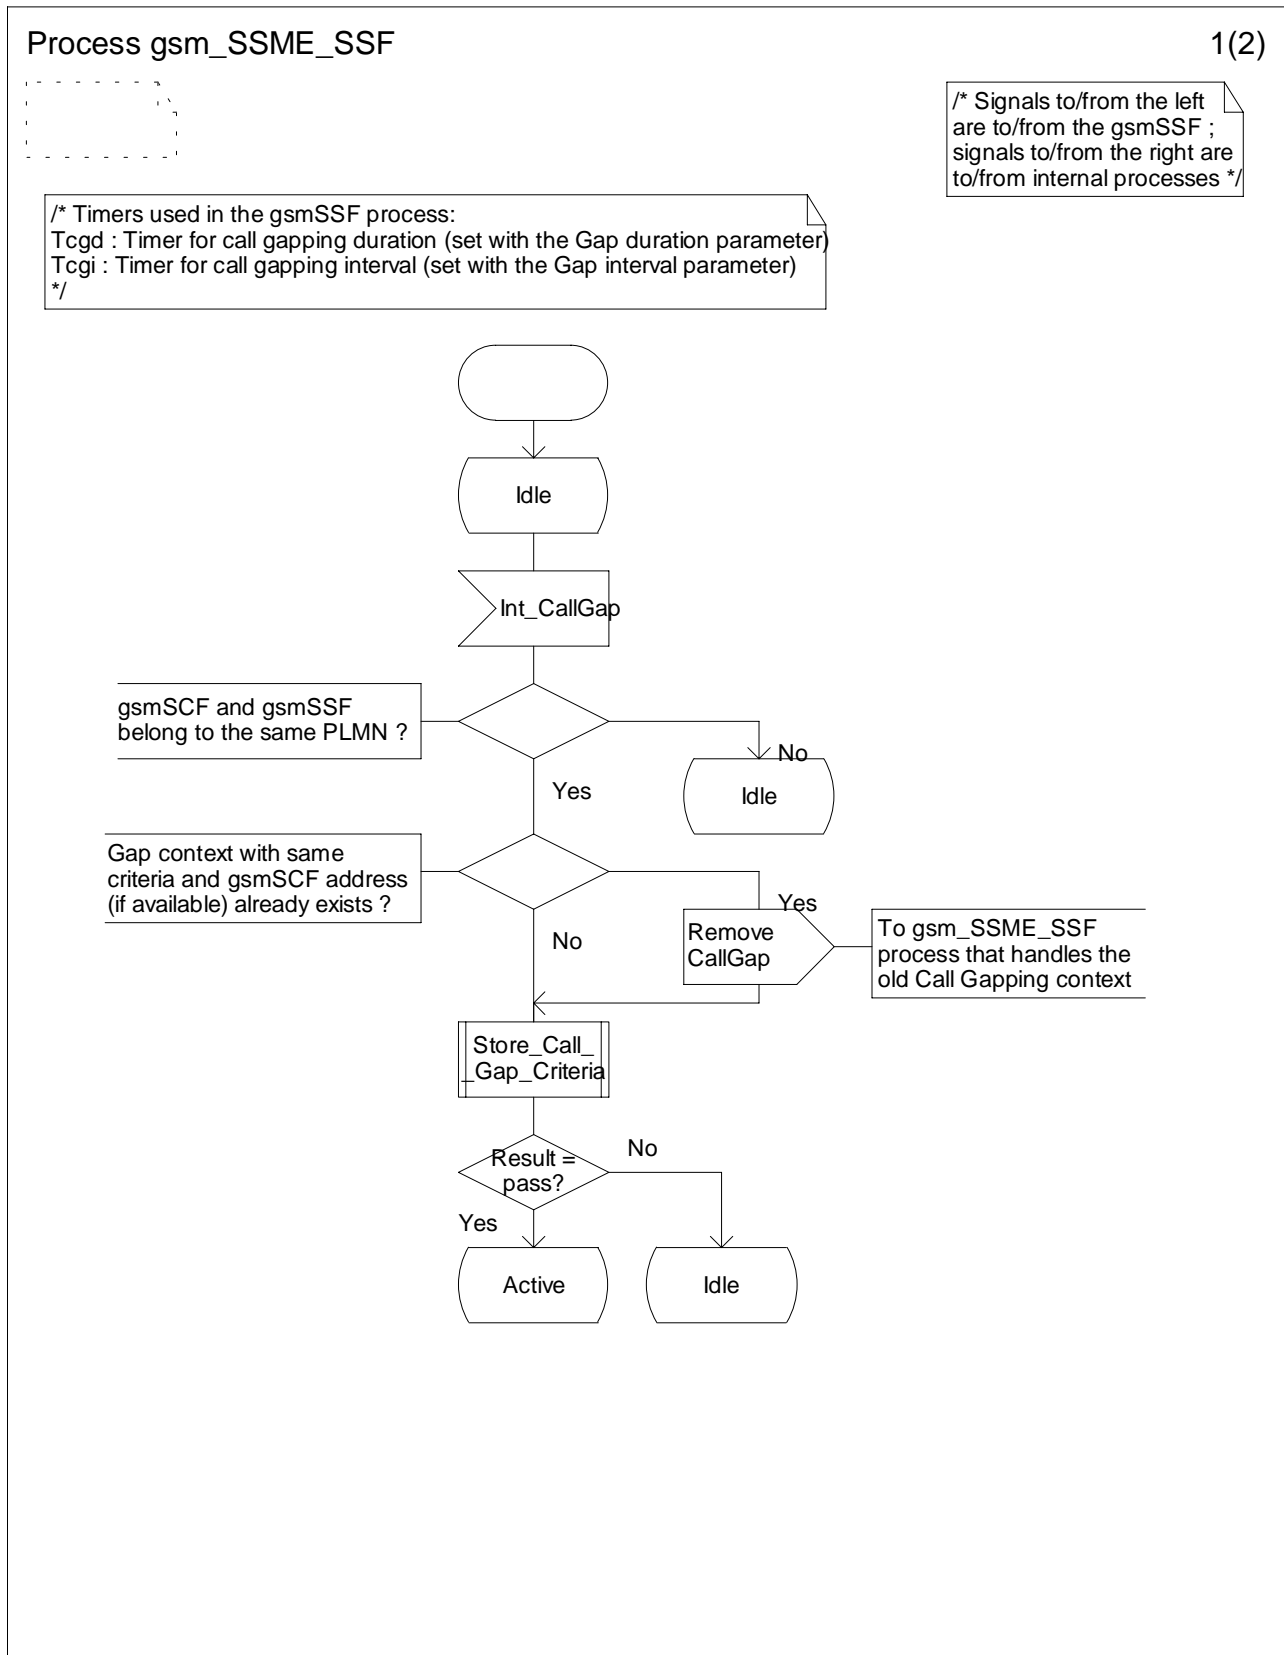 Process gsm_SSME_SSF
1(2)
/* Signals to/from the left
are to/from the gsmSSF ;
signals to/from the right are
to/from internal processes */
/* Timers used in the gsmSSF process:
Tcgd : Timer for call gapping duration (set with the Gap duration parameter)
Tcgi : Timer for call gapping interval (set with the Gap interval parameter)
*/
Idle
Int_CallGap
gsmSCF and gsmSSF
belong to the same PLMN ?
No
Yes
Idle
Gap context with same
criteria and gsmSCF address
(if available) already exists ?
Yes
No
Remove
CallGap
To gsm_SSME_SSF
process that handles the
old Call Gapping context
Store_Call_
_Gap_Criteria
Result =
pass?
No
Yes
Active
Idle